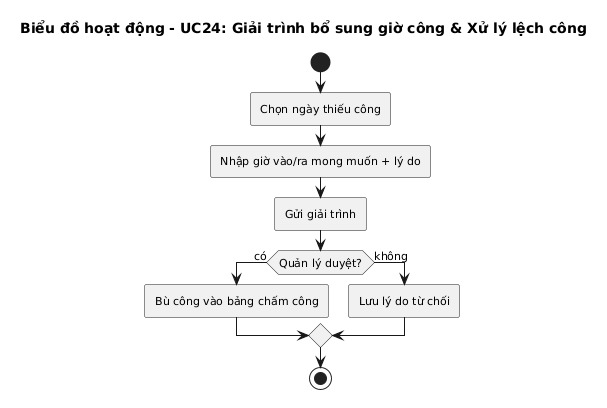 Biểu đồ hoạt động - UC24: Giải trình bổ sung giờ công & Xử lý lệch công
Chọn ngày thiếu công
Nhập giờ vào/ra mong muốn + lý do
Gửi giải trình
Quản lý duyệt?
có
không
Bù công vào bảng chấm công
Lưu lý do từ chối